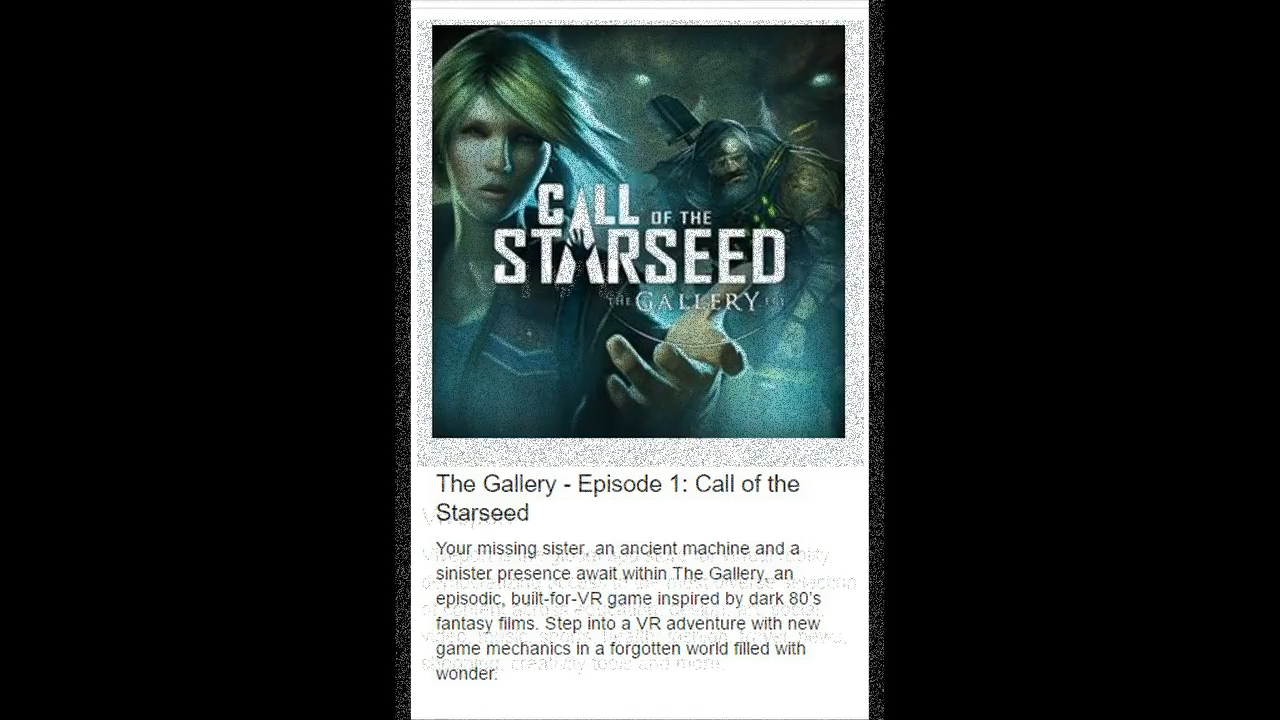 CALL OF THE
STARSEED
THE GALLERY
The Gallery - Episode 1: Call of the
Starseed
Your missing sister, an ancient machine and a
sinister presence await within The Gallery, an
episodic, built-for-VR game inspired by dark 80's
fantasy films. Step into a VR adventure with new
game mechanics in a forgotten world filled with
wonder.